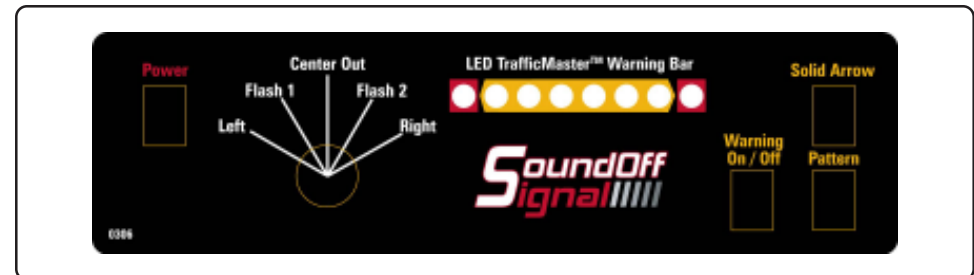 Power
Center Out
Flash 1
Flash 2
Left
Right
LED TrafficMaster™ Warning Bar
SoundOff
Signal
Solid Arrow
Warning
On / Off
Pattern
0306